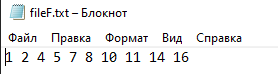 fileF.txt – Блокнот
Файл Правка Формат Вид Справка
1 2 4 5 7 8 10 11 14 16